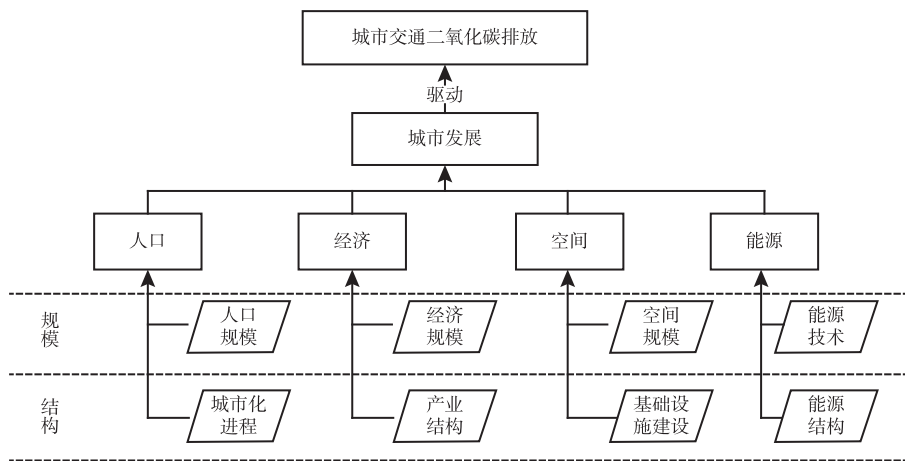 城市交通二氧化碳排放
驱动
城市发展
人口
经济
空间
能源
规模
人口
规模
经济
规模
空间
规模
能源
技术
结构
城市化
进程
产业
结构
基础设
施建设
能源
结构